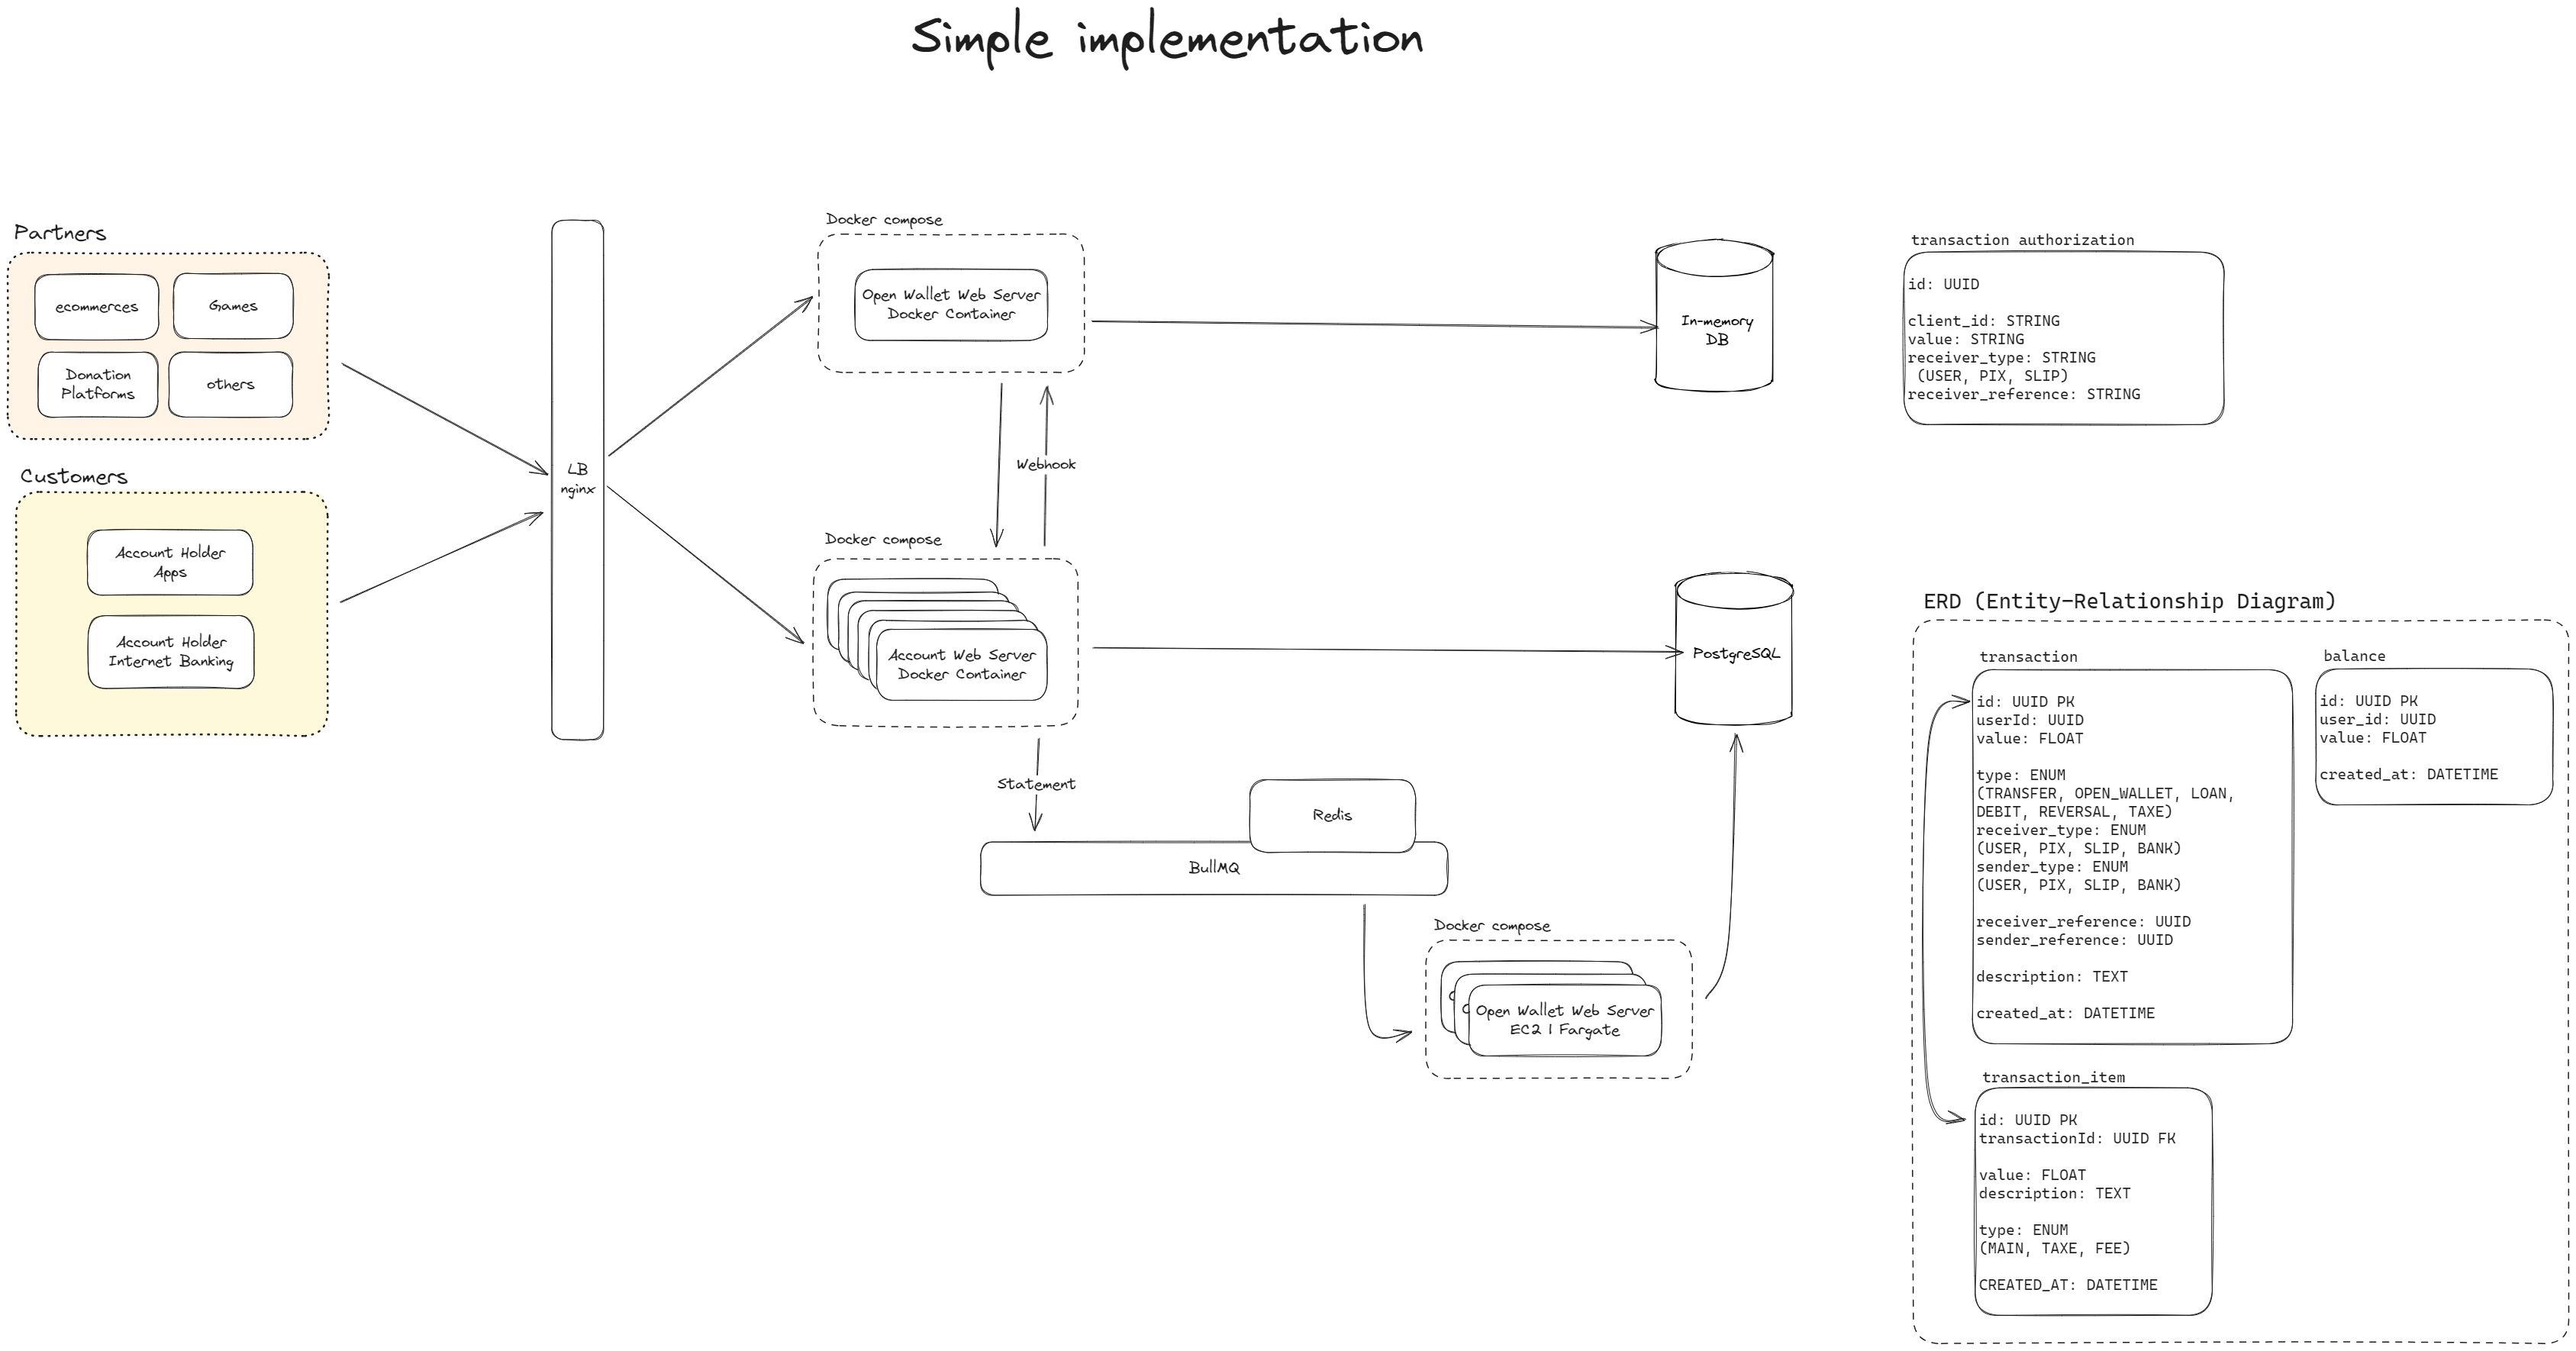 Simple implementation
Partners
ecommerces
Games
Donation
Platforms
others
Customers
Account Holder
Apps
Account Holder
Internet Banking
LB
nginx
Docker compose
Open Wallet Web Server
Docker Container
Webhook
Docker compose
Account Web Server
Docker Container
Statement
Redis
BullMQ
Docker compose
Open Wallet Web Server
EC2 | Fargate
In-memory
DB
PostgreSQL
transaction authorization
id: UUID
client_id: STRING
value: STRING
receiver_type: STRING
(USER, PIX, SLIP)
receiver_reference: STRING
ERD (Entity-Relationship Diagram)
transaction
id: UUID PK
userId: UUID
value: FLOAT
type: ENUM
(TRANSFER, OPEN_WALLET, LOAN,
DEBIT, REVERSAL, TAXE)
receiver_type: ENUM
(USER, PIX, SLIP, BANK)
sender_type: ENUM
(USER, PIX, SLIP, BANK)
receiver_reference: UUID
sender_reference: UUID
description: TEXT
created_at: DATETIME
balance
id: UUID PK
user_id: UUID
value: FLOAT
created_at: DATETIME
transaction_item
id: UUID PK
transactionId: UUID FK
value: FLOAT
description: TEXT
type: ENUM
(MAIN, TAXE, FEE)
CREATED_AT: DATETIME